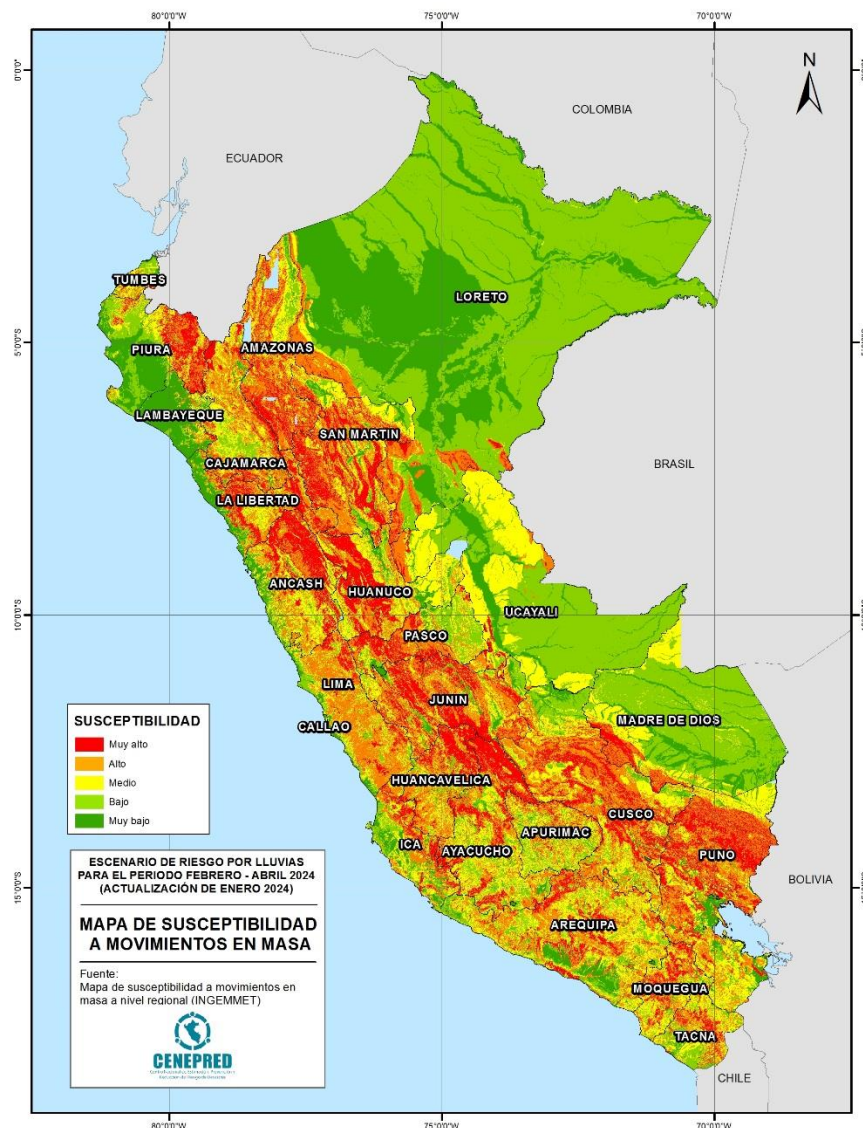 80°0'0"W 75°0'0"W 70°0'0"W
0°0'0"
N
COLOMBIA
ECUADOR
TUMBES
LORETO
5°0'0"S
AMAZONAS
PIURA
LAMBAYEQUE
SAN MARTIN
CAJAMARCA
BRASIL
LA LIBERTAD
ANCASH
HUANUCO
UCAYALI
10°0'0"S
PASCO
LIMA
JUNIN
CALLAO
MADRE DE DIOS
HUANCAVELICA
CUSCO
APURIMAC
ICA
AYACUCHO
PUNO
BOLIVIA
15°0'0"S
AREQUIPA
MOQUEGUA
TACNA
CHILE
SUSCEPTIBILIDAD
Muy alto
Alto
Medio
Bajo
Muy bajo
ESCENARIO DE RIESGO POR LLUVIAS
PARA EL PERIODO FEBRERO - ABRIL 2024
(ACTUALIZACIÓN DE ENERO 2024)
MAPA DE SUSCEPTIBILIDAD
A MOVIMIENTOS EN MASA
Fuente:
Mapa de susceptibilidad a movimientos en
masa a nivel regional (INGEMMET)
CENEPRED
80°0'0"W 75°0'0"W 70°0'0"W